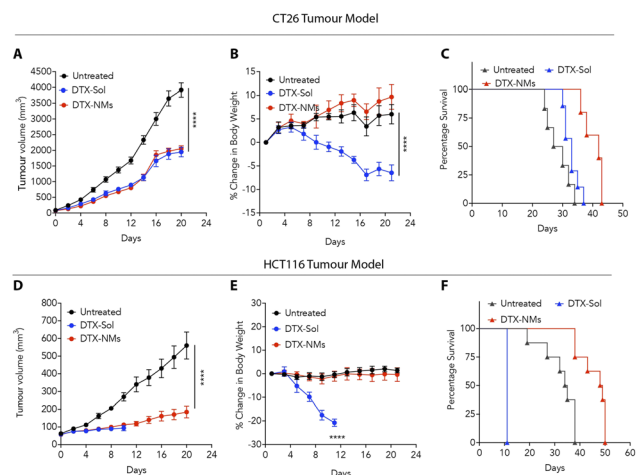 CT26 Tumour Model
A
Untreated
DTX-Sol
DTX-NMs
Tumour volume (mm³)
4500
4000
3500
3000
2500
2000
1500
1000
500
0
0 4 8 12 16 20 24
Days
****
B
Untreated
DTX-NMs
DTX-Sol
% Change in Body Weight
15
10
5
0
-5
-10
-15
0 4 8 12 16 20 24
Days
****
C
Untreated
DTX-Sol
DTX-NMs
Percentage Survival
100
75
50
25
0
0 10 20 30 40 50
Days
HCT116 Tumour Model
D
Untreated
DTX-Sol
DTX-NMs
Tumour volume (mm³)
800
700
600
500
400
300
200
100
0
0 4 8 12 16 20 24
Days
****
E
Untreated
DTX-Sol
DTX-NMs
% Change in Body Weight
30
20
10
0
-10
-20
-30
0 4 8 12 16 20 24
Days
****
F
Untreated
DTX-Sol
DTX-NMs
Percentage Survival
100
75
50
25
0
0 10 20 30 40 50 60
Days